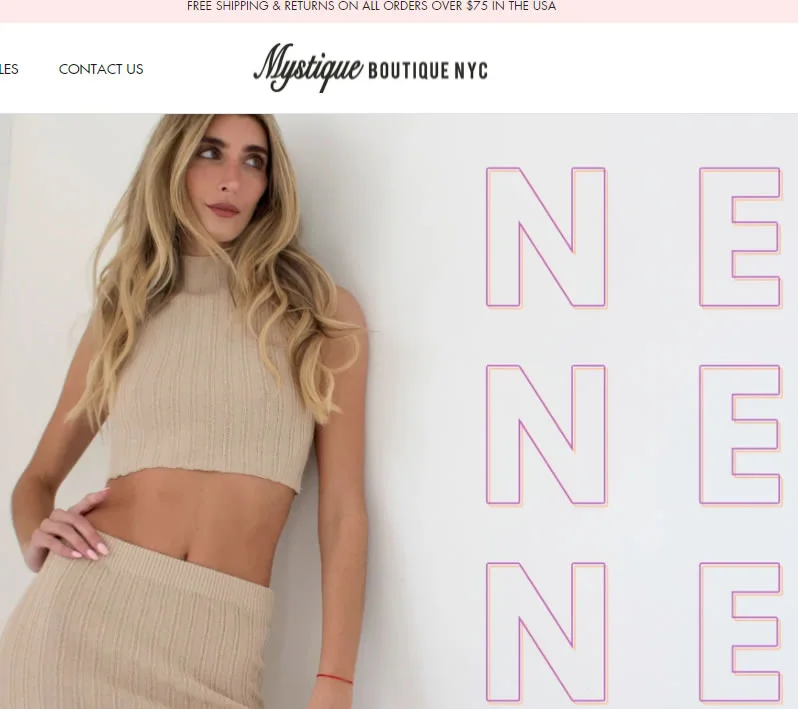 FREE SHIPPING & RETURNS ON ALL ORDERS OVER $75 IN THE USA
LES CONTACT US Mystique BOUTIQUE NYC
N E
N E
N E